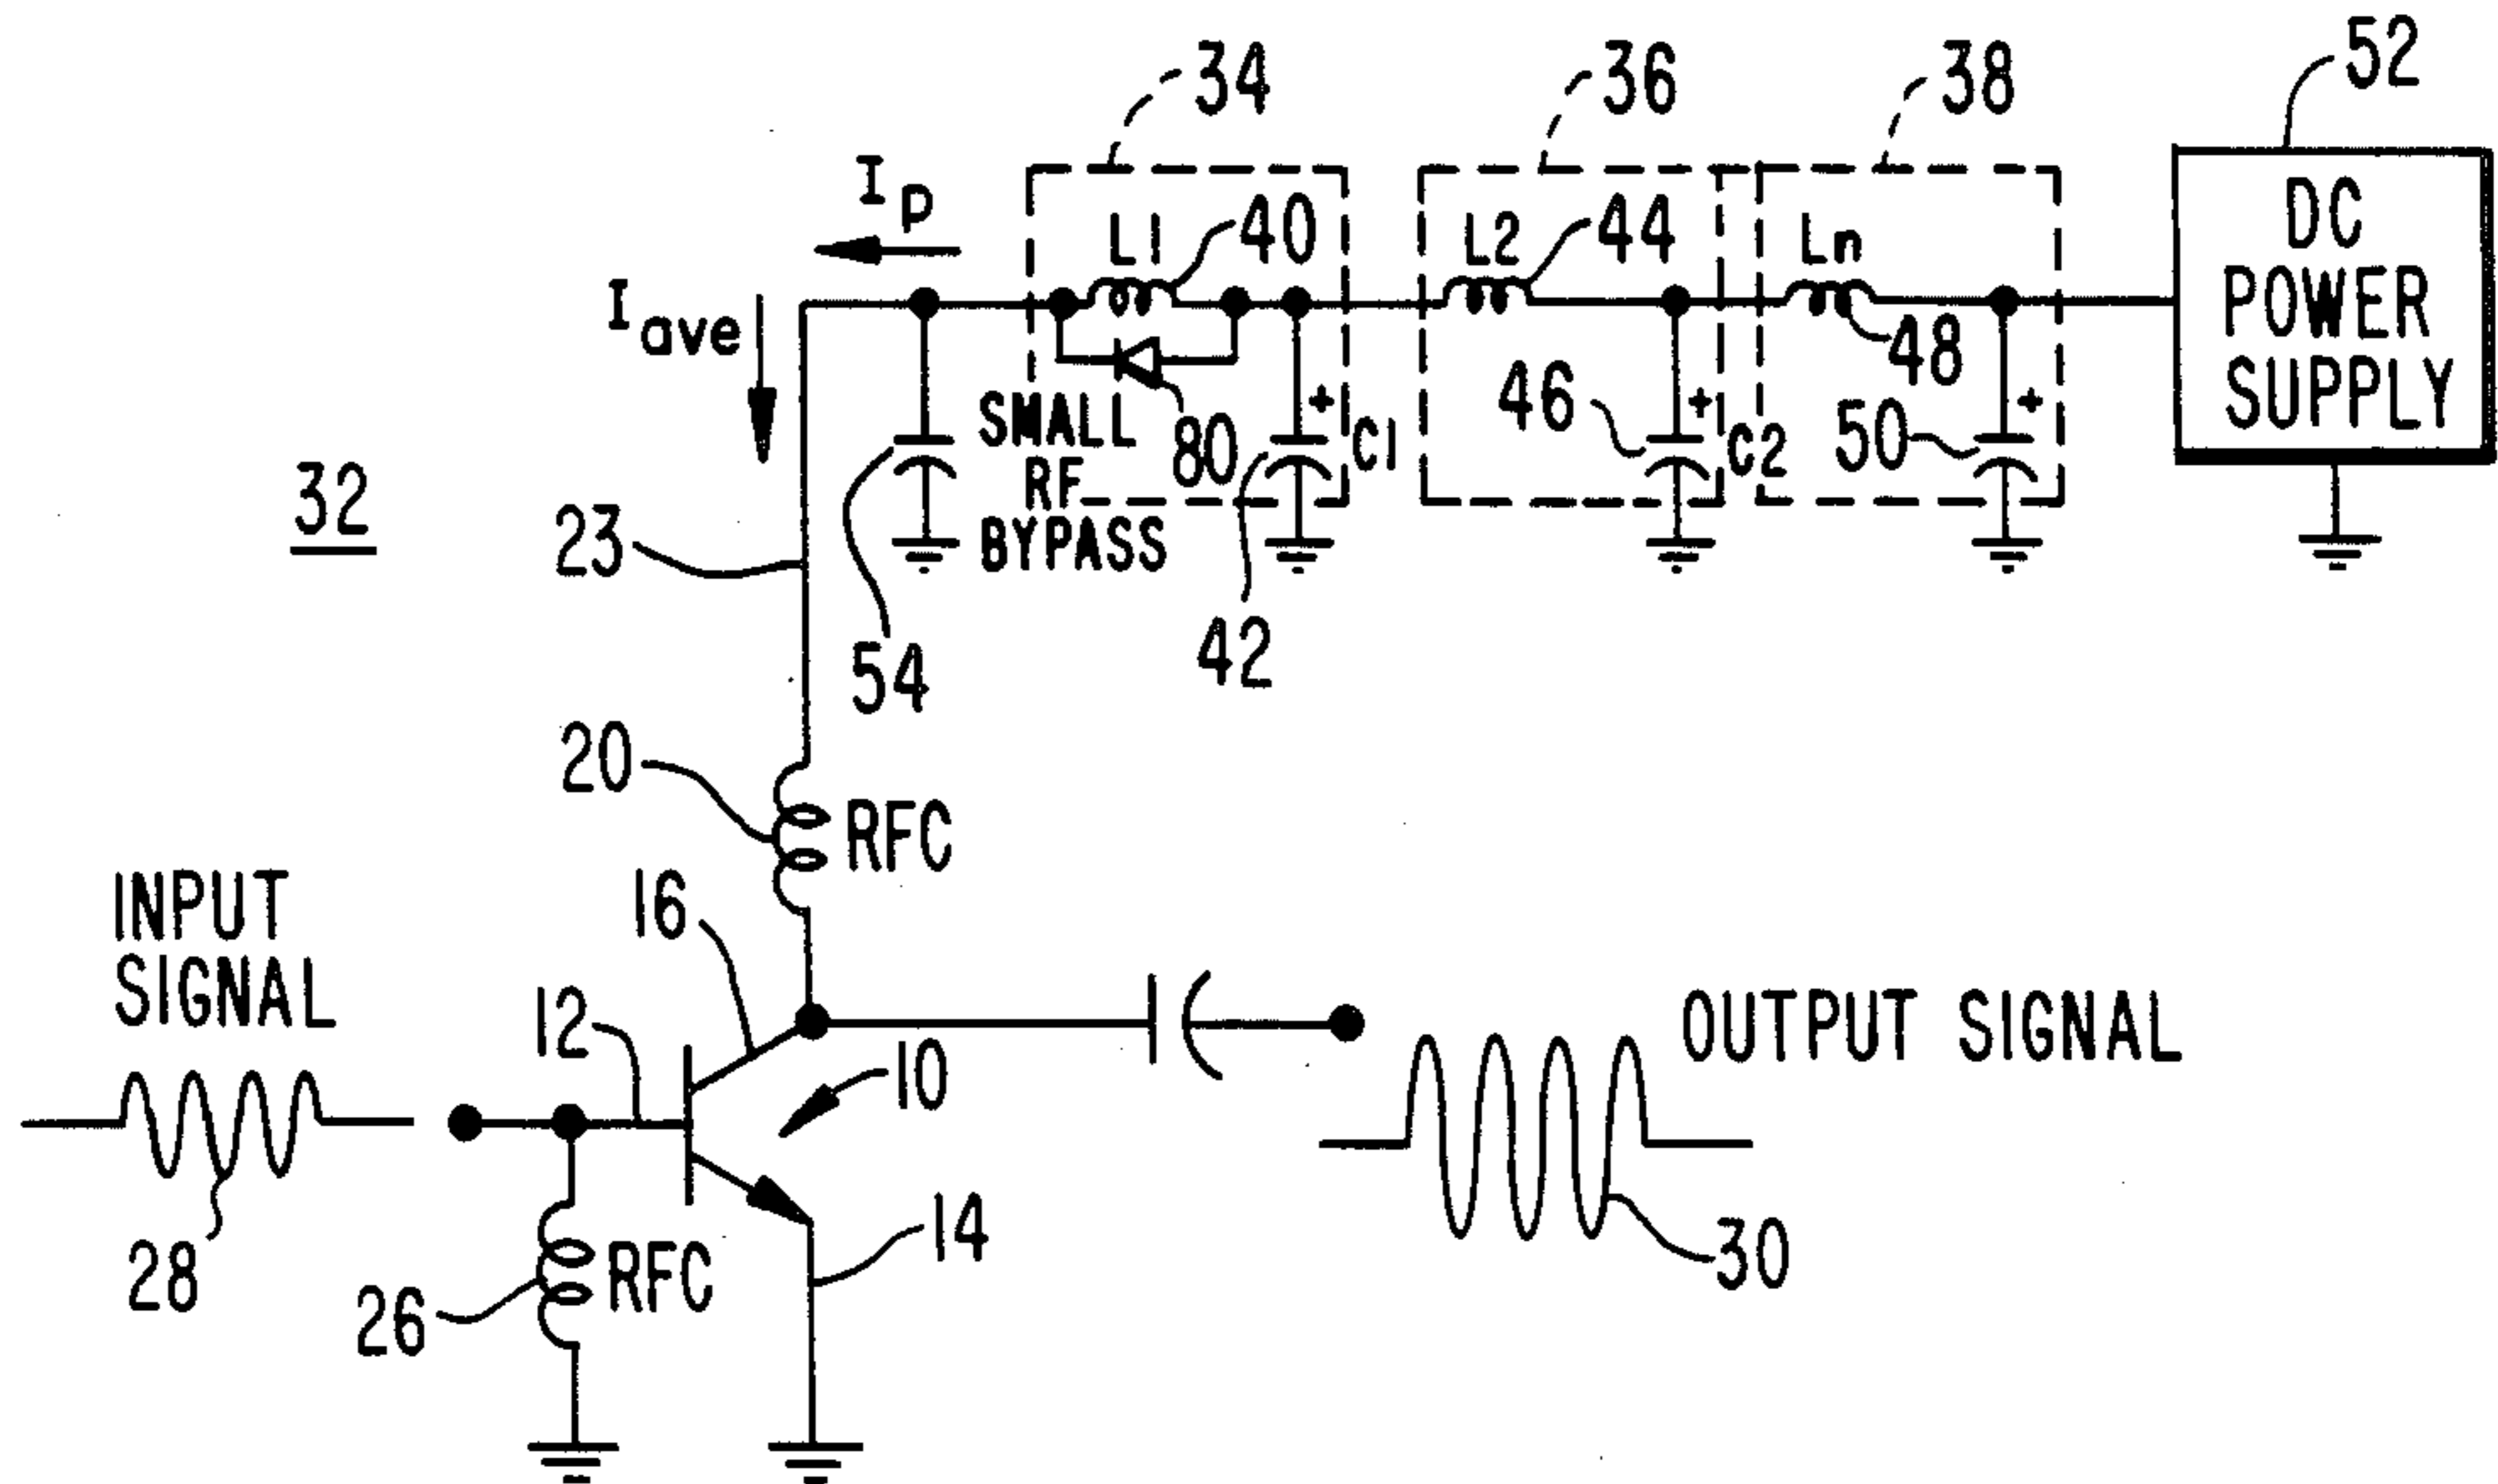 34
36
38
52
Ip
L1
40
L2
44
Ln
48
DC
POWER
SUPPLY
Iave
32
23
54
SMALL
RF
BYPASS
80
+
C1
42
46
+
C2
50
+
20
RFC
16
INPUT
SIGNAL
12
10
OUTPUT SIGNAL
28
26
RFC
14
30